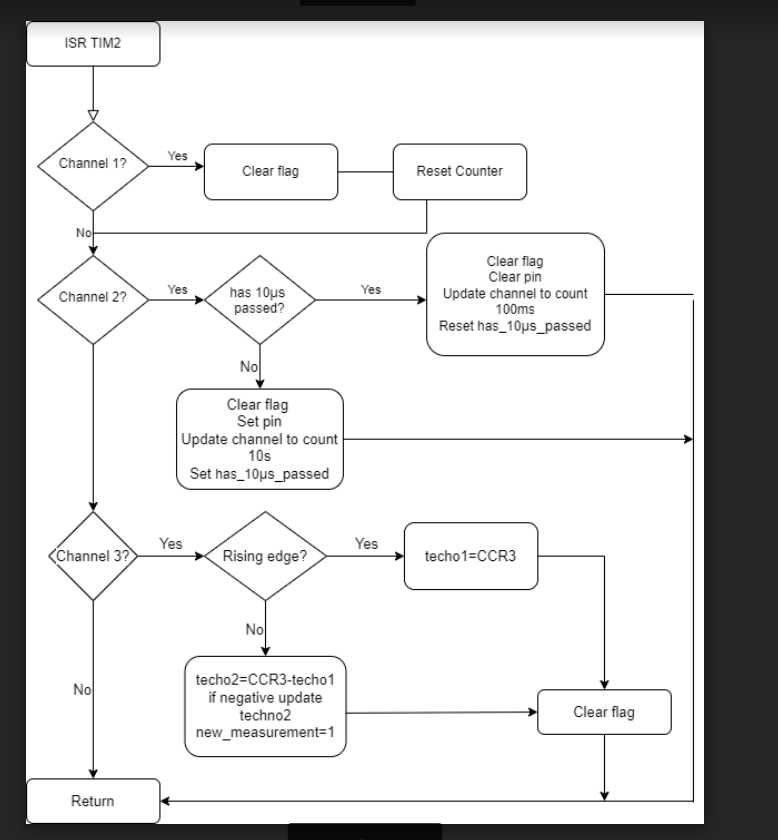 ISR TIM2
Channel 1?
Yes
Clear flag
Reset Counter
No
Channel 2?
Yes
has 10µs
passed?
Yes
Clear flag
Clear pin
Update channel to count
100ms
Reset has_10µs_passed
No
Clear flag
Set pin
Update channel to count
10s
Set has_10µs_passed
Channel 3?
Yes
Rising edge?
Yes
techo1=CCR3
No
techo2=CCR3-techo1
if negative update
techno2
new_measurement=1
Clear flag
No
Return